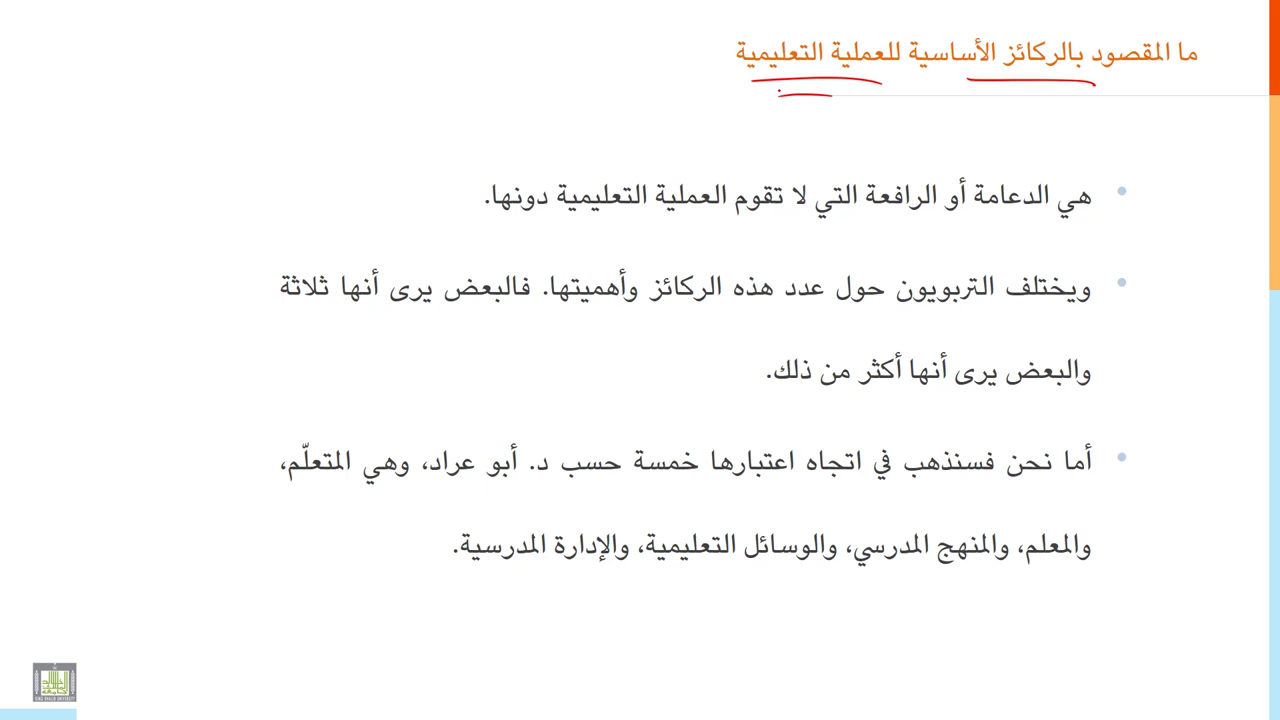 ما المقصود بالركائز الأساسية للعملية التعليمية
هي الدعامة أو الرافعة التي لا تقوم العملية التعليمية دونها.
ويختلف التربويون حول عدد هذه الركائز وأهميتها. فالبعض يرى أنها ثلاثة
والبعض يرى أنها أكثر من ذلك.
أما نحن فسنذهب في اتجاه اعتبارها خمسة حسب د. أبو عراد، وهي المتعلّم،
والمعلم، والمنهج المدرسي، والوسائل التعليمية، والإدارة المدرسية.